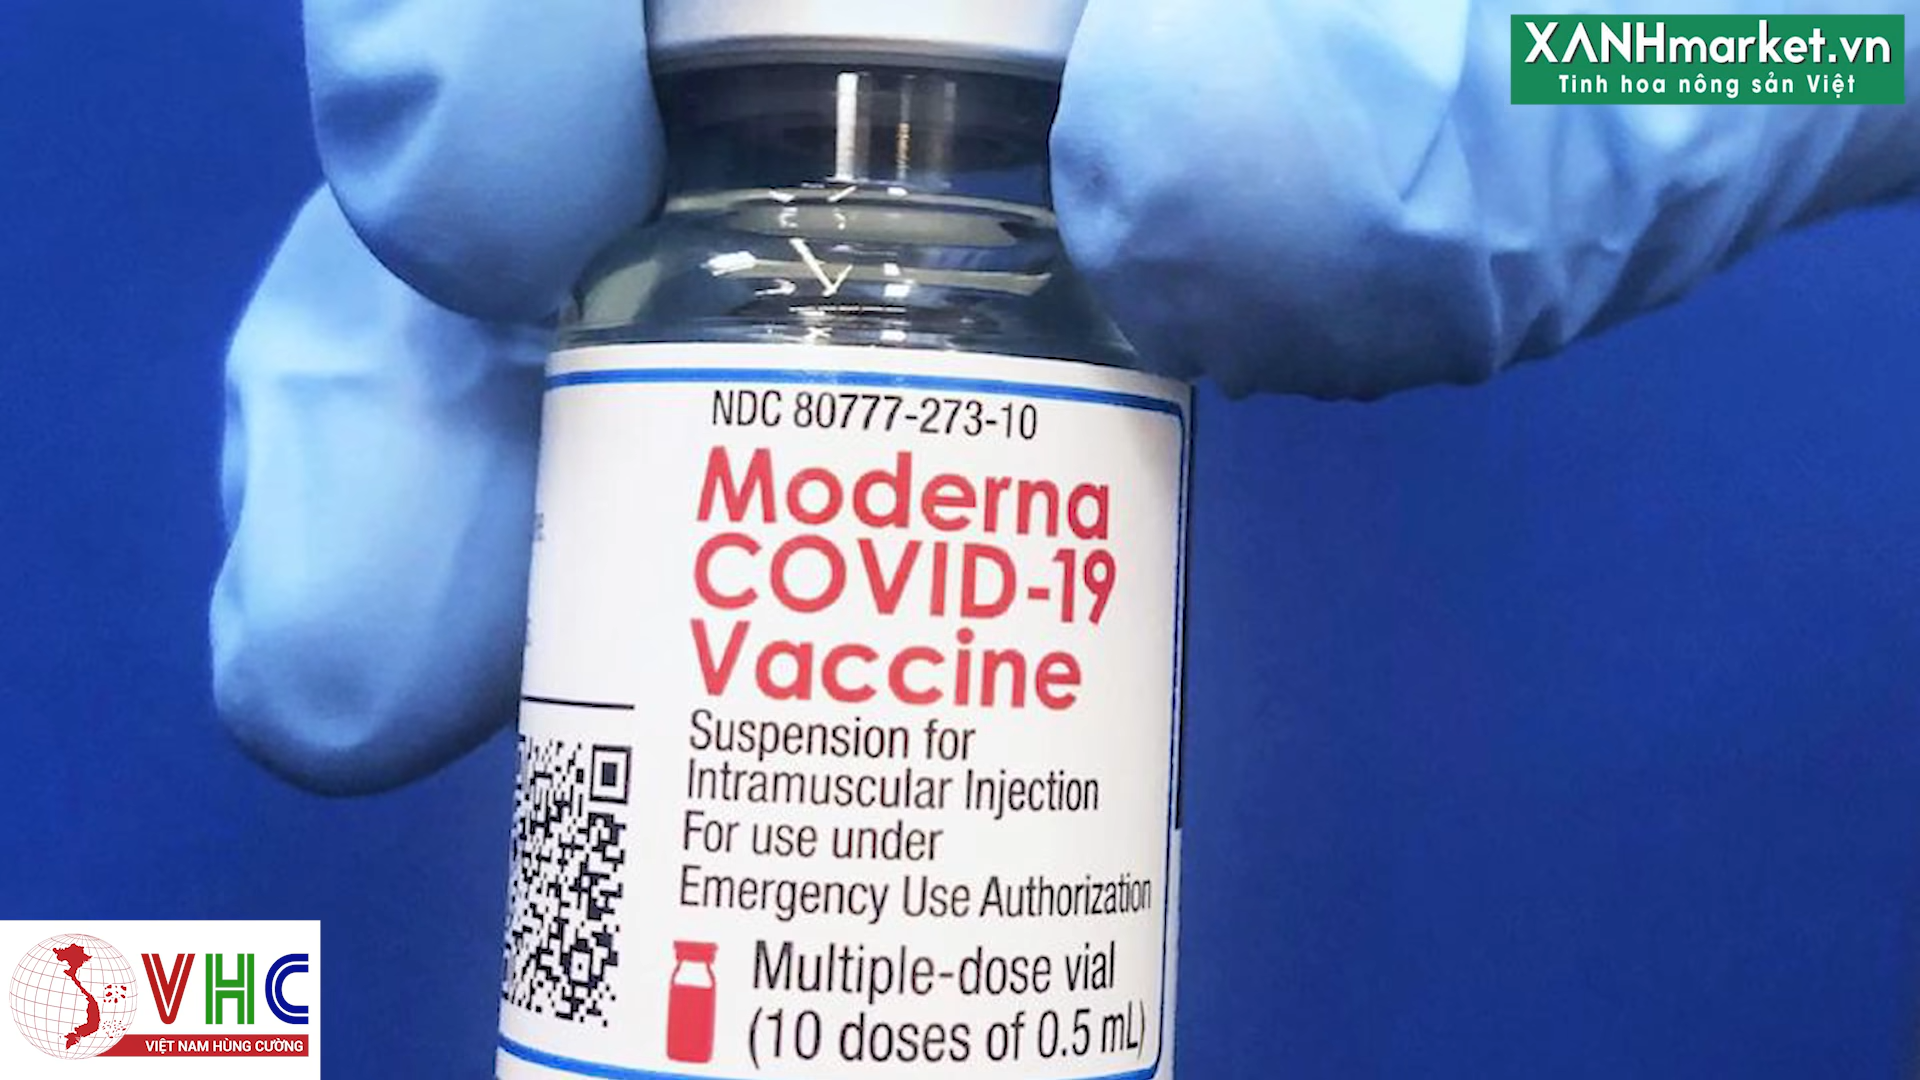 XANHmarket.vn
Tinh hoa nông sản Việt
NDC 80777-273-10
Moderna
COVID-19
Vaccine
Suspension for
Intramuscular Injection
For use under
Emergency Use Authorization
Multiple-dose vial
(10 doses of 0.5 mL)
VHC
VIỆT NAM HÙNG CƯỜNG